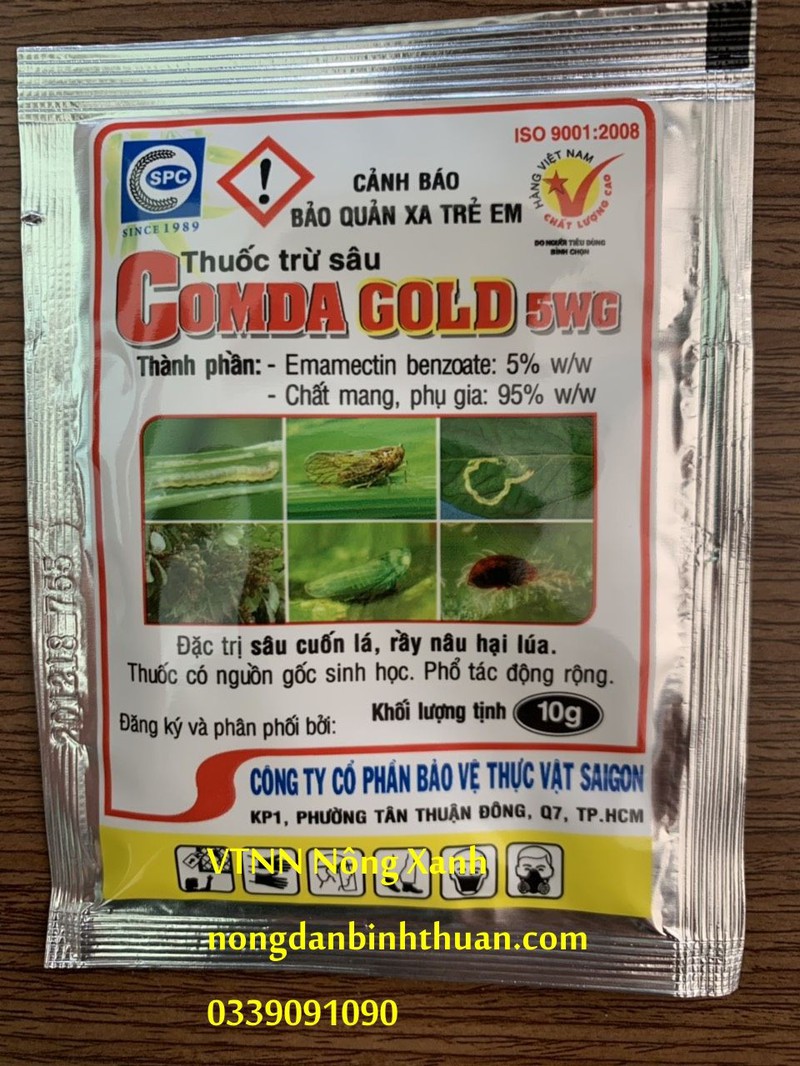 ISO 9001:2008
SPC
SINCE 1989
CẢNH BÁO
BẢO QUẢN XA TRẺ EM
HÀNG VIỆT NAM
CHẤT LƯỢNG CAO
DO NGƯỜI TIÊU DÙNG
BÌNH CHỌN
Thuốc trừ sâu
COMDA GOLD 5WG
Thành phần: - Emamectin benzoate: 5% w/w
- Chất mang, phụ gia: 95% w/w
Đặc trị sâu cuốn lá, rầy nâu hại lúa.
Thuốc có nguồn gốc sinh học. Phổ tác động rộng.
Khối lượng tịnh 10g
Đăng ký và phân phối bởi:
CÔNG TY CỔ PHẦN BẢO VỆ THỰC VẬT SAIGON
KP1, PHƯỜNG TÂN THUẬN ĐÔNG, Q7, TP.HCM
201218 755
VTNN Nông Xanh
nongdanbinhthuan.com
0339091090